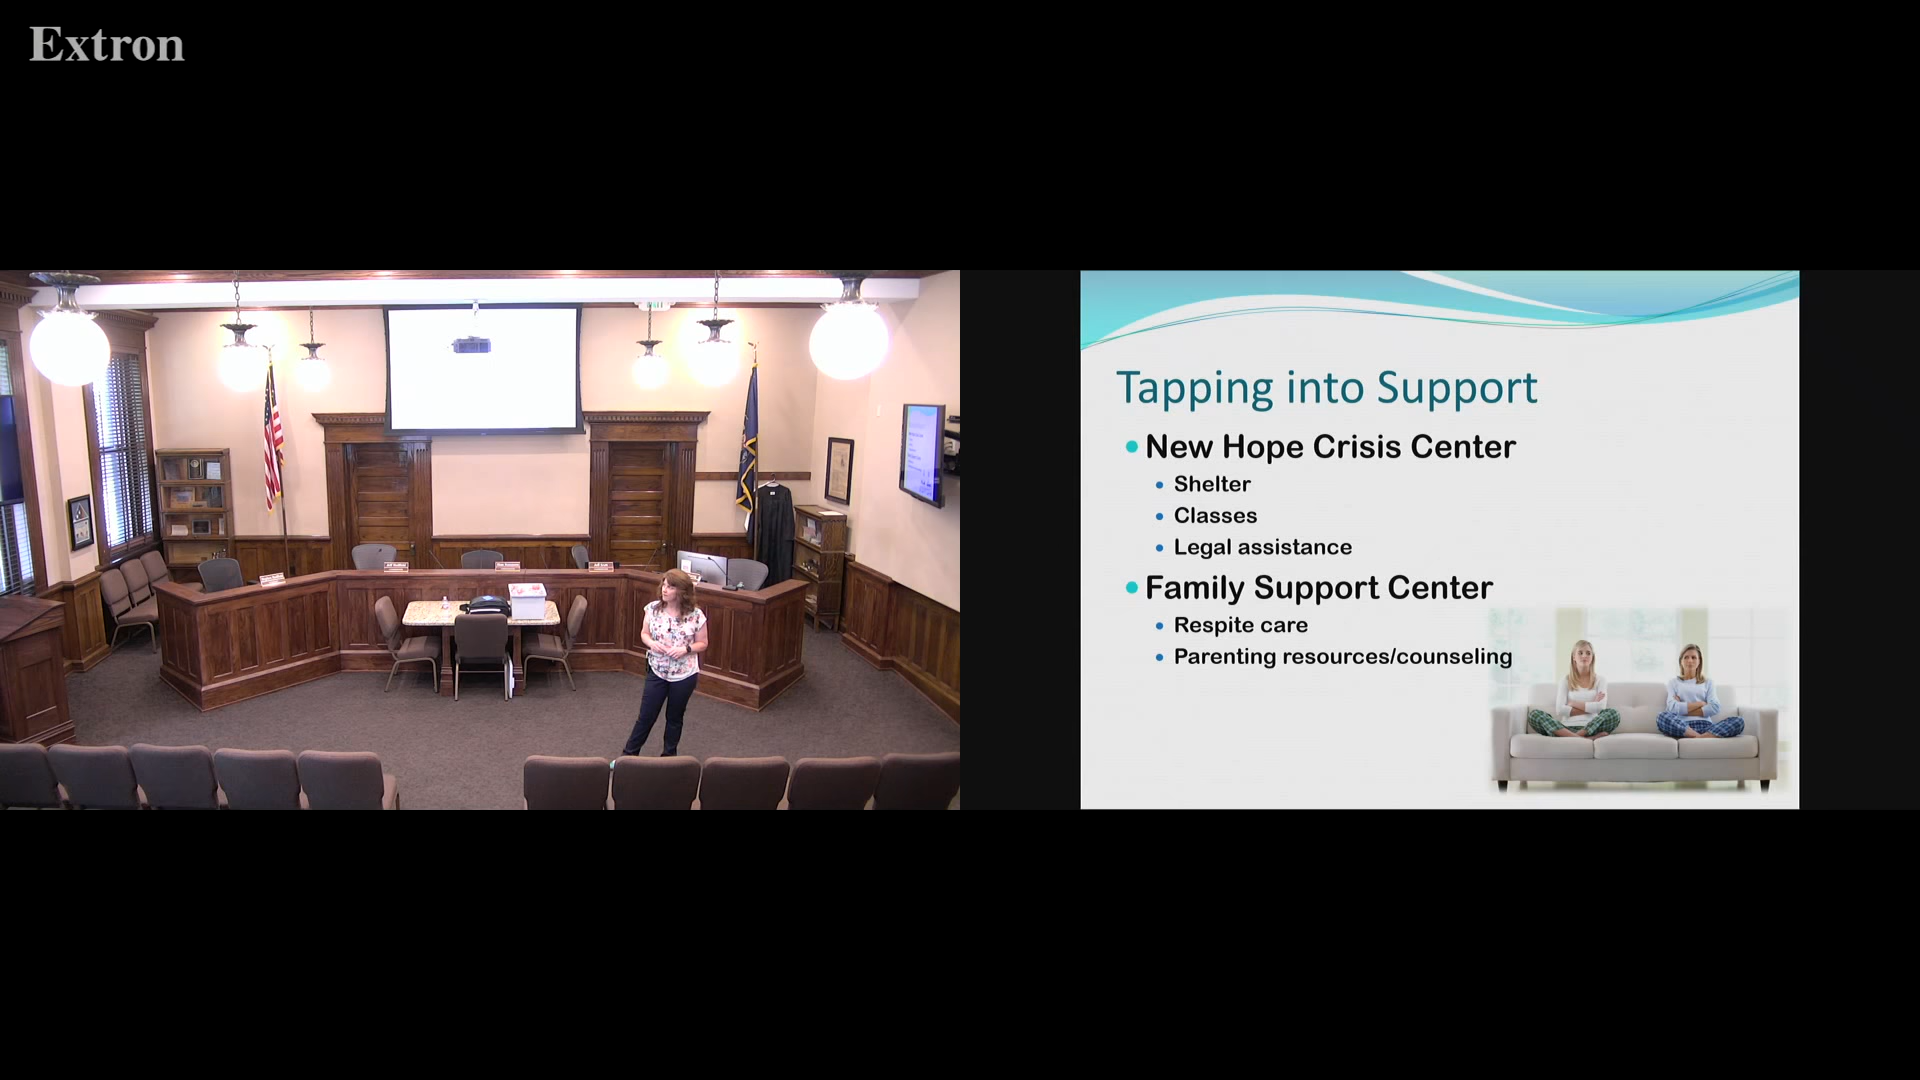 Extron
Tapping into Support
New Hope Crisis Center
Shelter
Classes
Legal assistance
Family Support Center
Respite care
Parenting resources/counseling